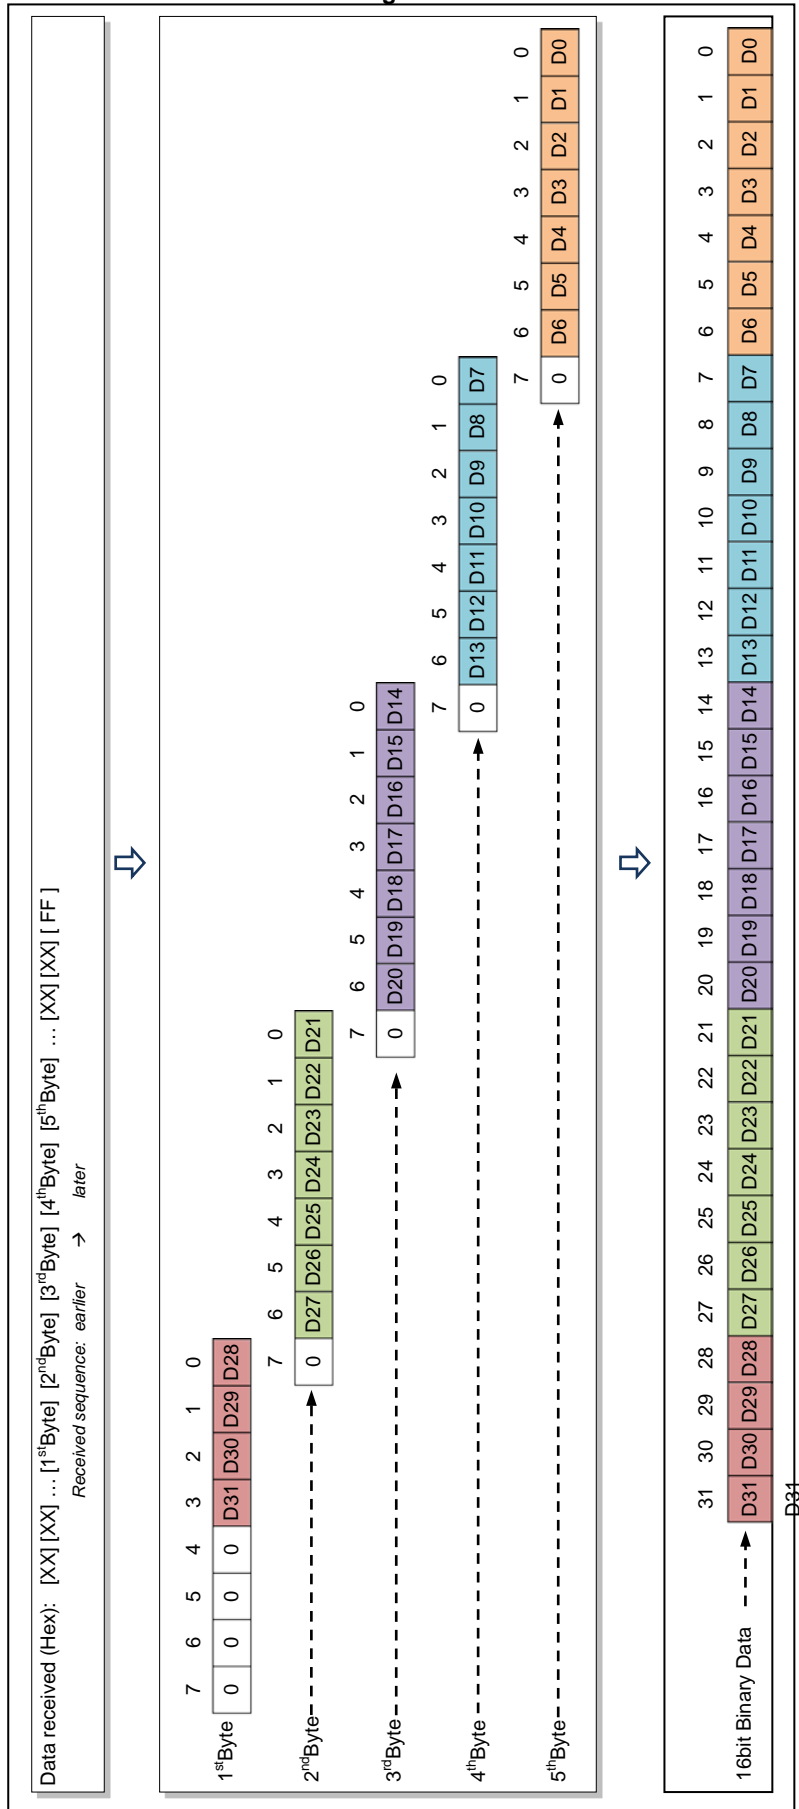 Data received (Hex): [XX] [XX] … [1stByte] [2ndByte] [3rdByte] [4thByte] [5thByte] … [XX] [XX] [ FF ]
Received sequence: earlier → later
7 6 5 4 3 2 1 0
1stByte 0 0 0 0 D31 D30 D29 D28
7 6 5 4 3 2 1 0
2ndByte 0 D27 D26 D25 D24 D23 D22 D21
7 6 5 4 3 2 1 0
3rdByte 0 D20 D19 D18 D17 D16 D15 D14
7 6 5 4 3 2 1 0
4thByte 0 D13 D12 D11 D10 D9 D8 D7
7 6 5 4 3 2 1 0
5thByte 0 D6 D5 D4 D3 D2 D1 D0
31 30 29 28 27 26 25 24 23 22 21 20 19 18 17 16 15 14 13 12 11 10 9 8 7 6 5 4 3 2 1 0
16bit Binary Data D31 D30 D29 D28 D27 D26 D25 D24 D23 D22 D21 D20 D19 D18 D17 D16 D15 D14 D13 D12 D11 D10 D9 D8 D7 D6 D5 D4 D3 D2 D1 D0
D31